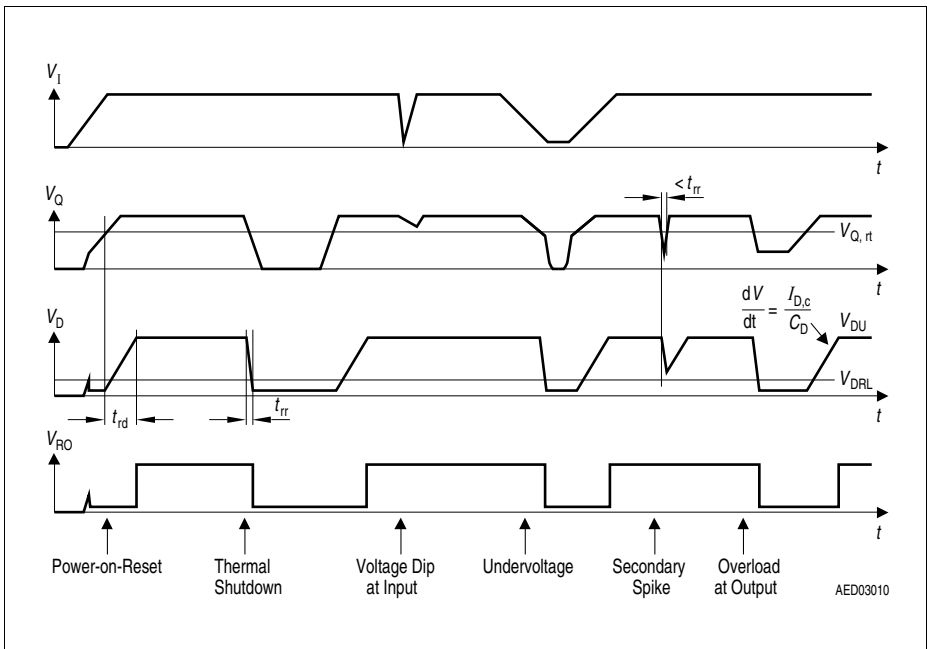 V_I
t
V_Q
< t_rr
V_Q, rt
t
dV/dt = I_D,c/C_D
V_D
V_DU
V_DRL
t_rd
t_rr
t
V_RO
t
Power-on-Reset
Thermal
Shutdown
Voltage Dip
at Input
Undervoltage
Secondary
Spike
Overload
at Output
AED03010